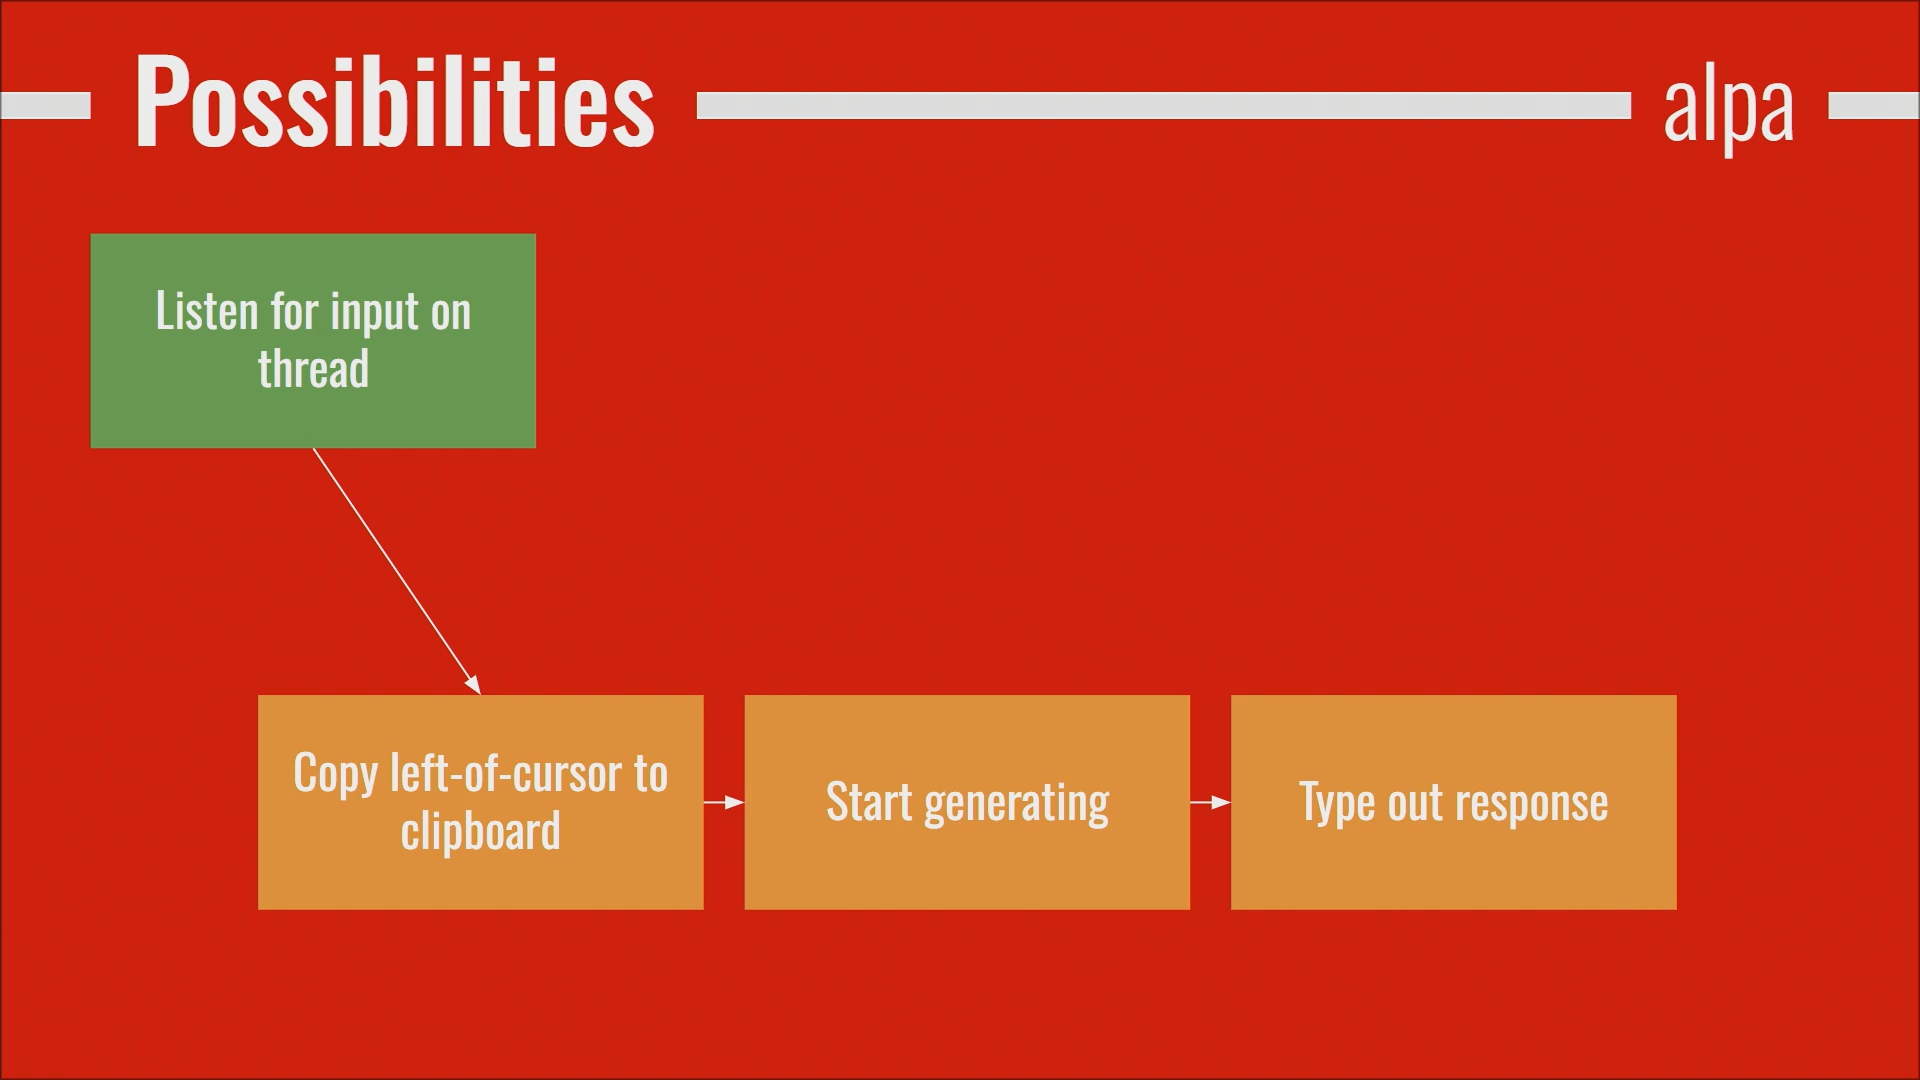 Possibilities
alpa
Listen for input on
thread
Copy left-of-cursor to
clipboard
Start generating
Type out response